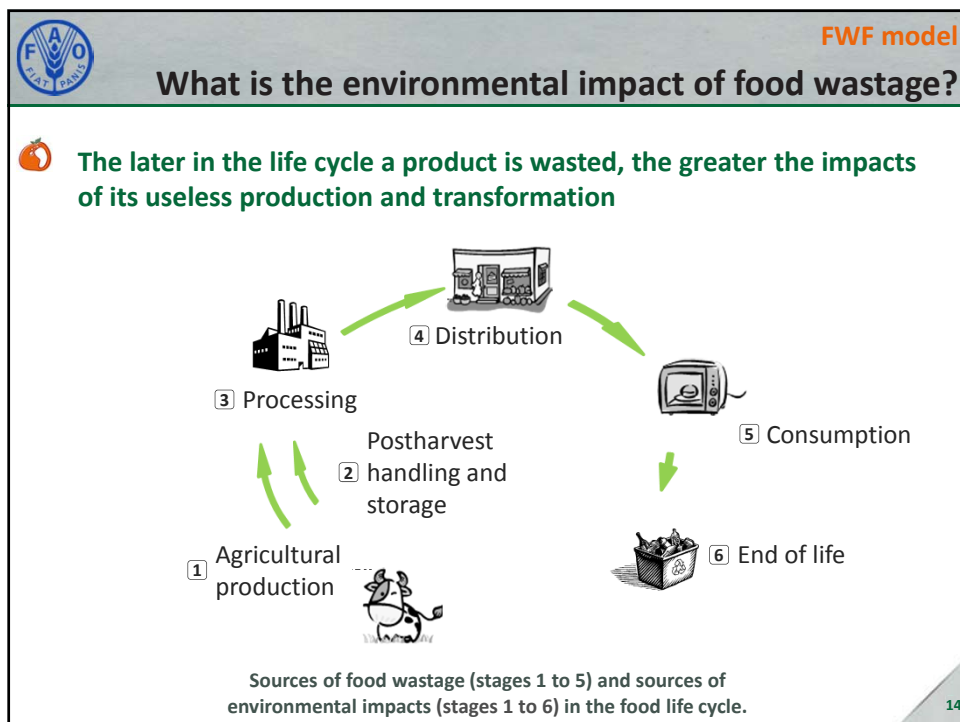 FAO
FIAT PANIS
FWF model
What is the environmental impact of food wastage?
The later in the life cycle a product is wasted, the greater the impacts
of its useless production and transformation
4 Distribution
3 Processing
5 Consumption
Postharvest
2 handling and
storage
1 Agricultural
production
6 End of life
Sources of food wastage (stages 1 to 5) and sources of
environmental impacts (stages 1 to 6) in the food life cycle.
14